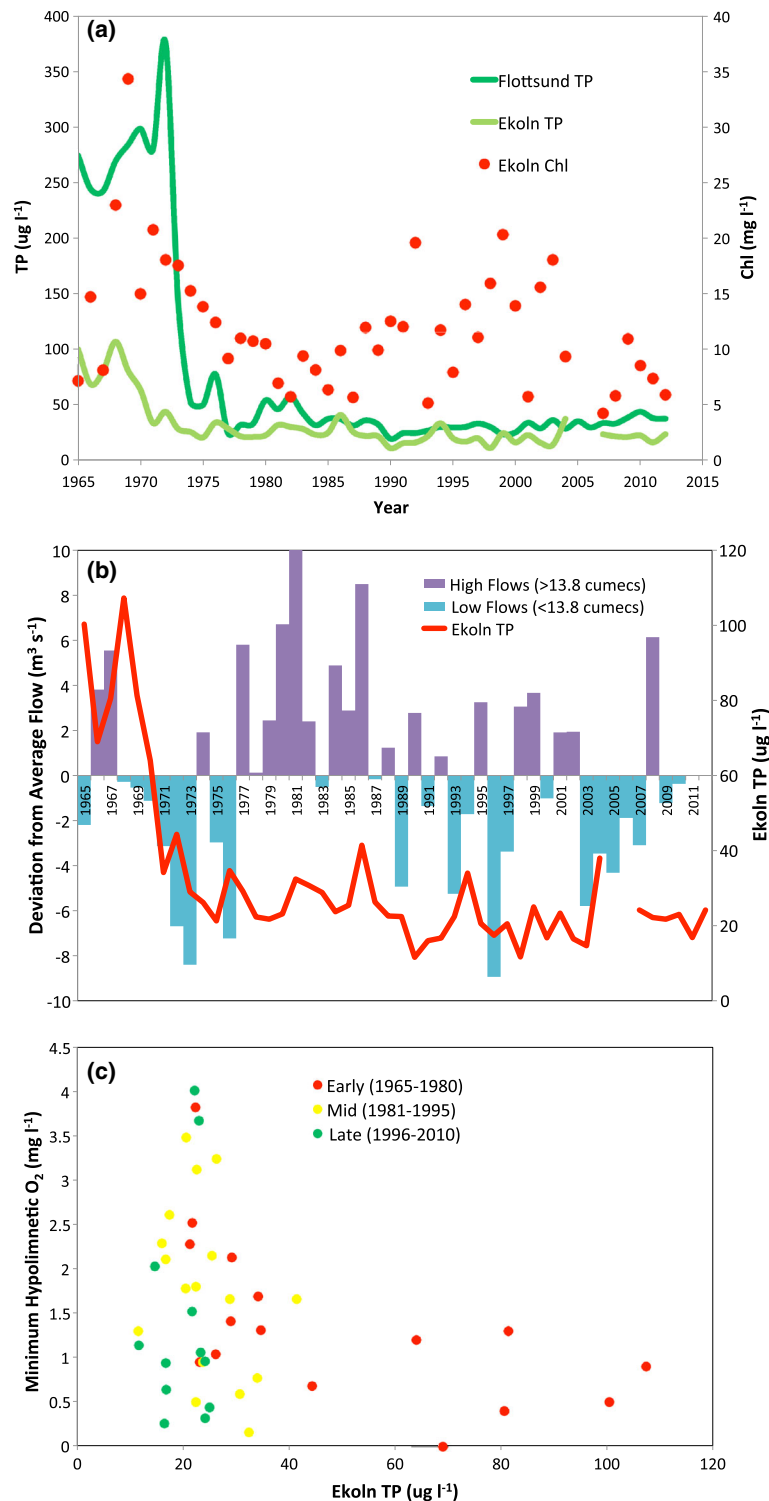 (a)
400
350
300
250
200
150
100
50
0
TP (ug l-1)
40
35
30
25
20
15
10
5
0
Chl (mg l-1)
Flottsund TP
Ekoln TP
Ekoln Chl
1965 1970 1975 1980 1985 1990 1995 2000 2005 2010 2015
Year
(b)
10
8
6
4
2
0
-2
-4
-6
-8
-10
Deviation from Average Flow (m3 s-1)
High Flows (>13.8 cumecs)
Low Flows (<13.8 cumecs)
Ekoln TP
120
100
80
60
40
20
0
Ekoln TP (ug l-1)
1965 1967 1969 1971 1973 1975 1977 1979 1981 1983 1985 1987 1989 1991 1993 1995 1997 1999 2001 2003 2005 2007 2009 2011
(c)
4.5
4
3.5
3
2.5
2
1.5
1
0.5
0
Minimum Hypolimnetic O2 (mg l-1)
Early (1965-1980)
Mid (1981-1995)
Late (1996-2010)
0 20 40 60 80 100 120
Ekoln TP (ug l-1)